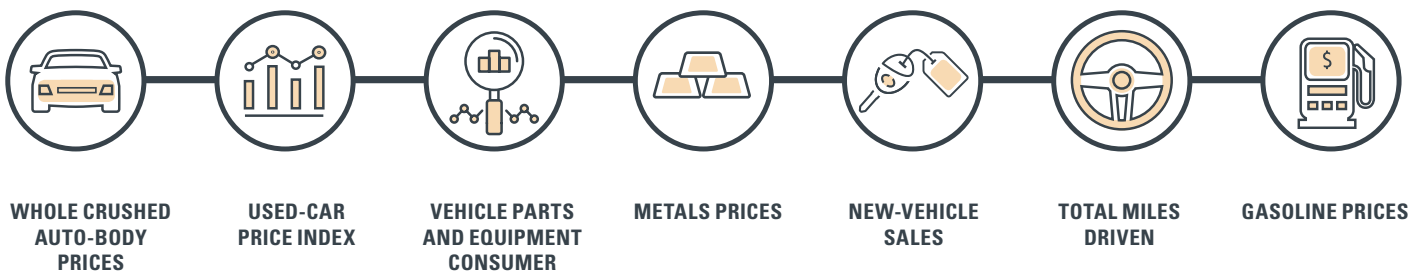 $
WHOLE CRUSHED
AUTO-BODY
PRICES
USED-CAR
PRICE INDEX
VEHICLE PARTS
AND EQUIPMENT
CONSUMER
METALS PRICES
NEW-VEHICLE
SALES
TOTAL MILES
DRIVEN
GASOLINE PRICES